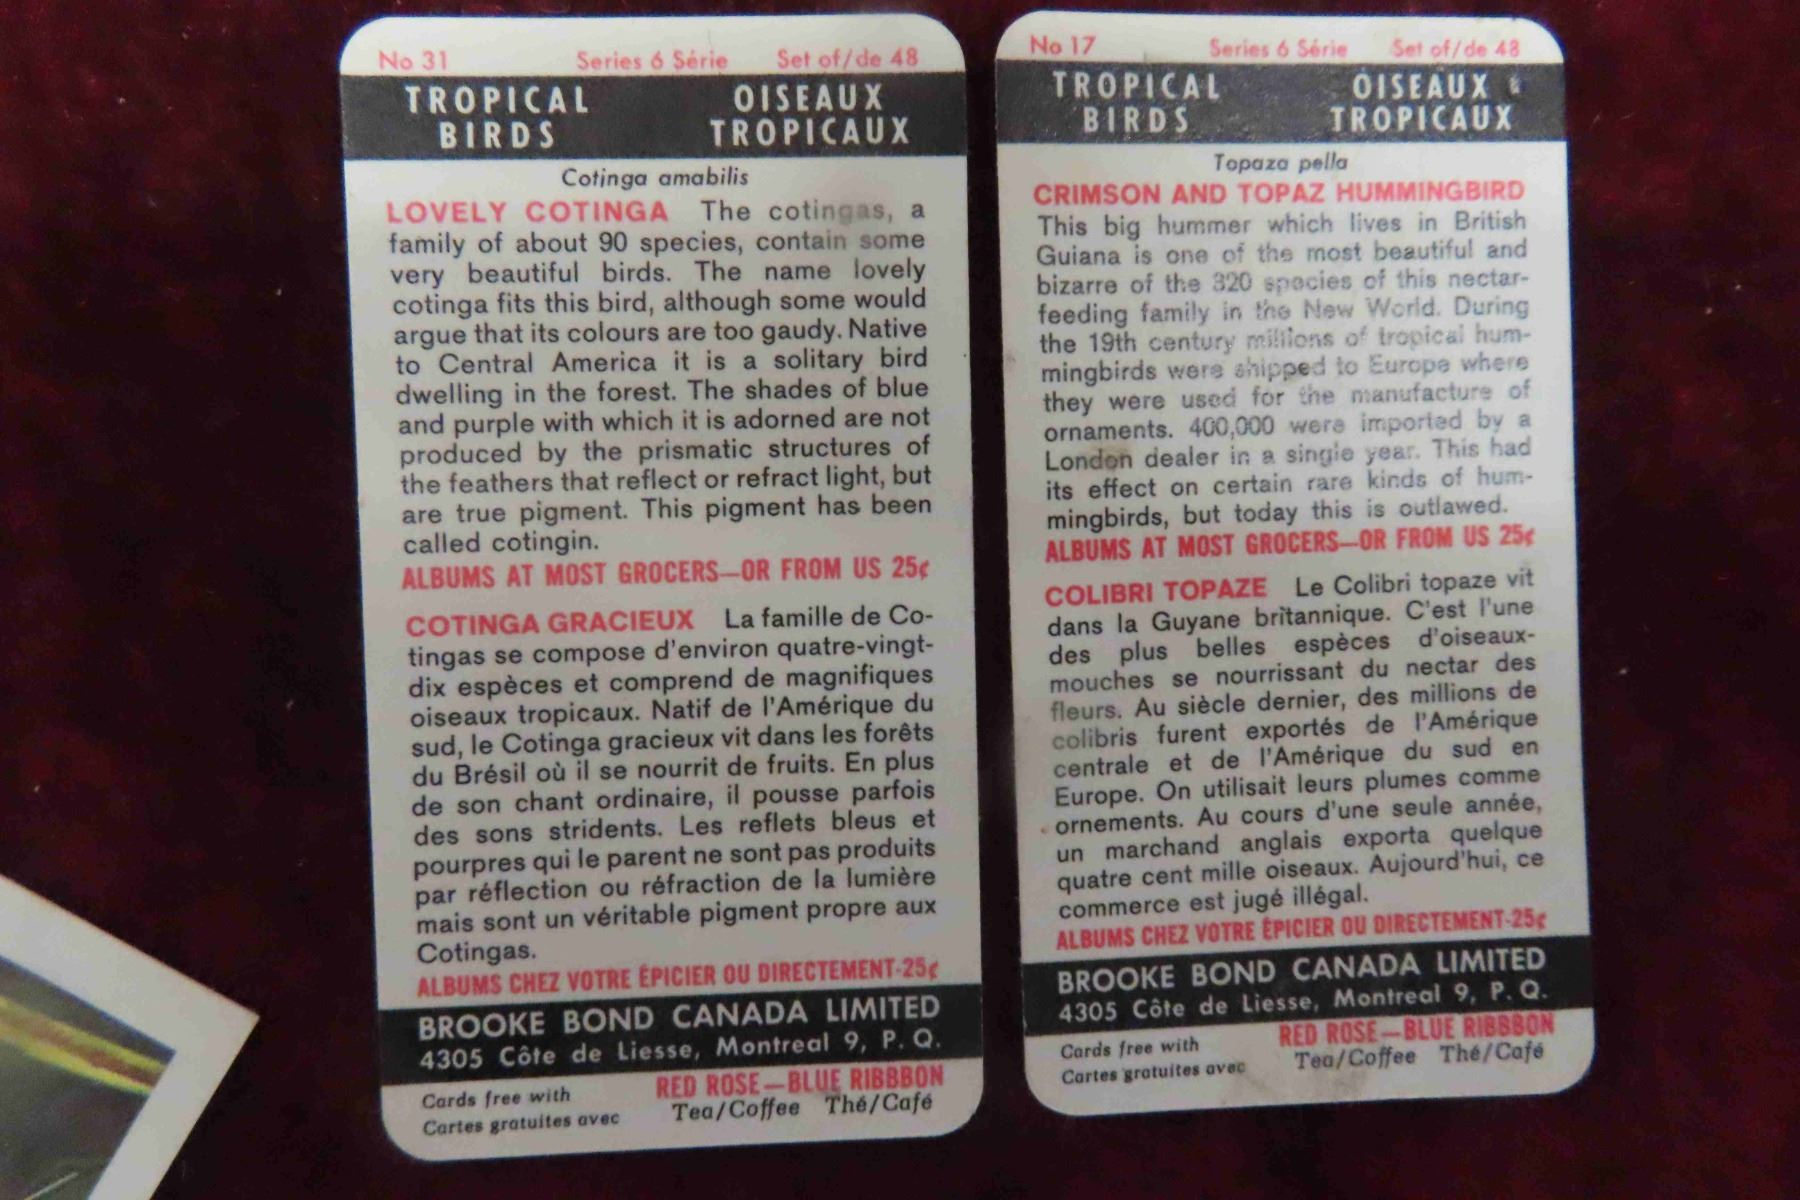 No 31 Series 6 Série Set of/de 48
TROPICAL BIRDS OISEAUX TROPICAUX
Cotinga amabilis
LOVELY COTINGA The cotingas, a
family of about 90 species, contain some
very beautiful birds. The name lovely
cotinga fits this bird, although some would
argue that its colours are too gaudy. Native
to Central America it is a solitary bird
dwelling in the forest. The shades of blue
and purple with which it is adorned are not
produced by the prismatic structures of
the feathers that reflect or refract light, but
are true pigment. This pigment has been
called cotingin.
ALBUMS AT MOST GROCERS—OR FROM US 25¢
COTINGA GRACIEUX La famille de Co-
tingas se compose d'environ quatre-vingt-
dix espèces et comprend de magnifiques
oiseaux tropicaux. Natif de l'Amérique du
sud, le Cotinga gracieux vit dans les forêts
du Brésil où il se nourrit de fruits. En plus
de son chant ordinaire, il pousse parfois
des sons stridents. Les reflets bleus et
pourpres qui le parent ne sont pas produits
par réflection ou réfraction de la lumière
mais sont un véritable pigment propre aux
Cotingas.
ALBUMS CHEZ VOTRE ÉPICIER OU DIRECTEMENT-25¢
BROOKE BOND CANADA LIMITED
4305 Côte de Liesse, Montreal 9, P. Q.
Cards free with RED ROSE—BLUE RIBBBON
Cartes gratuites avec Tea/Coffee Thé/Café
No 17 Series 6 Série Set of/de 48
TROPICAL BIRDS OISEAUX TROPICAUX
Topaza pella
CRIMSON AND TOPAZ HUMMINGBIRD
This big hummer which lives in British
Guiana is one of the most beautiful and
bizarre of the 320 species of this nectar-
feeding family in the New World. During
the 19th century millions of tropical hum-
mingbirds were shipped to Europe where
they were used for the manufacture of
ornaments. 400,000 were imported by a
London dealer in a single year. This had
its effect on certain rare kinds of hum-
mingbirds, but today this is outlawed.
ALBUMS AT MOST GROCERS—OR FROM US 25¢
COLIBRI TOPAZE Le Colibri topaze vit
dans la Guyane britannique. C'est l'une
des plus belles espèces d'oiseaux-
mouches se nourrissant du nectar des
fleurs. Au siècle dernier, des millions de
colibris furent exportés de l'Amérique
centrale et de l'Amérique du sud en
Europe. On utilisait leurs plumes comme
ornements. Au cours d'une seule année,
un marchand anglais exporta quelque
quatre cent mille oiseaux. Aujourd'hui, ce
commerce est jugé illégal.
ALBUMS CHEZ VOTRE ÉPICIER OU DIRECTEMENT-25¢
BROOKE BOND CANADA LIMITED
4305 Côte de Liesse, Montreal 9, P. Q.
Cards free with RED ROSE—BLUE RIBBBON
Cartes gratuites avec Tea/Coffee Thé/Café